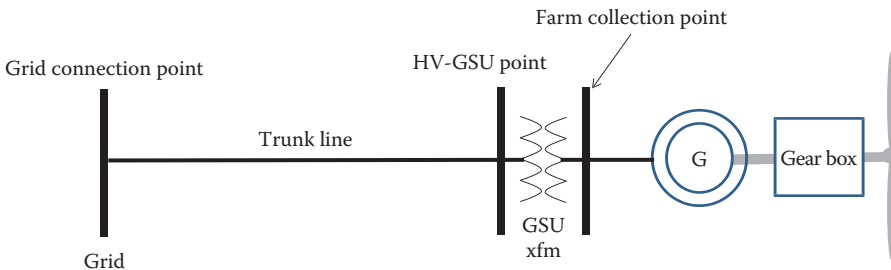 Farm collection point
Grid connection point
HV-GSU point
Trunk line
G
Gear box
GSU
xfm
Grid